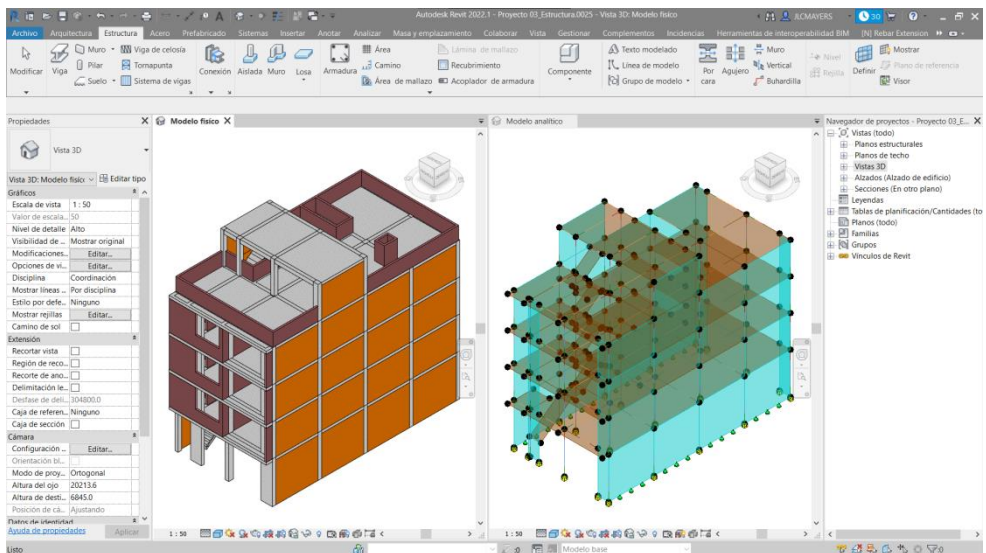 Autodesk Revit 2022.1 - Proyecto 03_Estructura.0025 - Vista 3D: Modelo físico
JLCMAYERS
30
Archivo Arquitectura Estructura Acero Prefabricado Sistemas Insertar Anotar Analizar Masa y emplazamiento Colaborar Vista Gestionar Complementos Incidencias Herramientas de interoperabilidad BIM [N] Rebar Extension
Muro Viga de celosía Área Lámina de mallazo Texto modelado Muro Nivel Mostrar
Pilar Tornapunta Camino Recubrimiento Línea de modelo Vertical Rejilla Plano de referencia
Suelo Sistema de vigas Área de mallazo Acoplador de armadura Grupo de modelo Buhardilla Visor
Modificar Viga Conexión Aislada Muro Losa Armadura Componente Por cara Agujero Definir
Propiedades X Modelo físico X Modelo analítico Navegador de proyectos - Proyecto 03_E... X
Vista 3D
Vista 3D: Modelo físic Editar tipo
Gráficos
Escala de vista 1 : 50
Valor de escala... 50
Nivel de detalle Alto
Visibilidad de ... Mostrar original
Modificaciones... Editar...
Opciones de vi... Editar...
Disciplina Coordinación
Mostrar líneas ... Por disciplina
Estilo por defe... Ninguno
Mostrar rejillas Editar...
Camino de sol
Extensión
Recortar vista
Región de reco...
Recorte de ano...
Delimitación le...
Desfase de deli... 304800.0
Caja de referen... Ninguno
Caja de sección
Cámara
Configuración ... Editar...
Orientación bl...
Modo de proy... Ortogonal
Altura del ojo 20213.6
Altura de desti... 6845.0
Posición de cá... Ajustando
Datos de identidad
Ayuda de propiedades Aplicar
Vistas (todo)
Planos estructurales
Planos de techo
Vistas 3D
Alzados (Alzado de edificio)
Secciones (En otro plano)
Leyendas
Tablas de planificación/Cantidades (to
Planos (todo)
Familias
Grupos
Vínculos de Revit
1 : 50
1 : 50
Listo :0 Modelo base :0